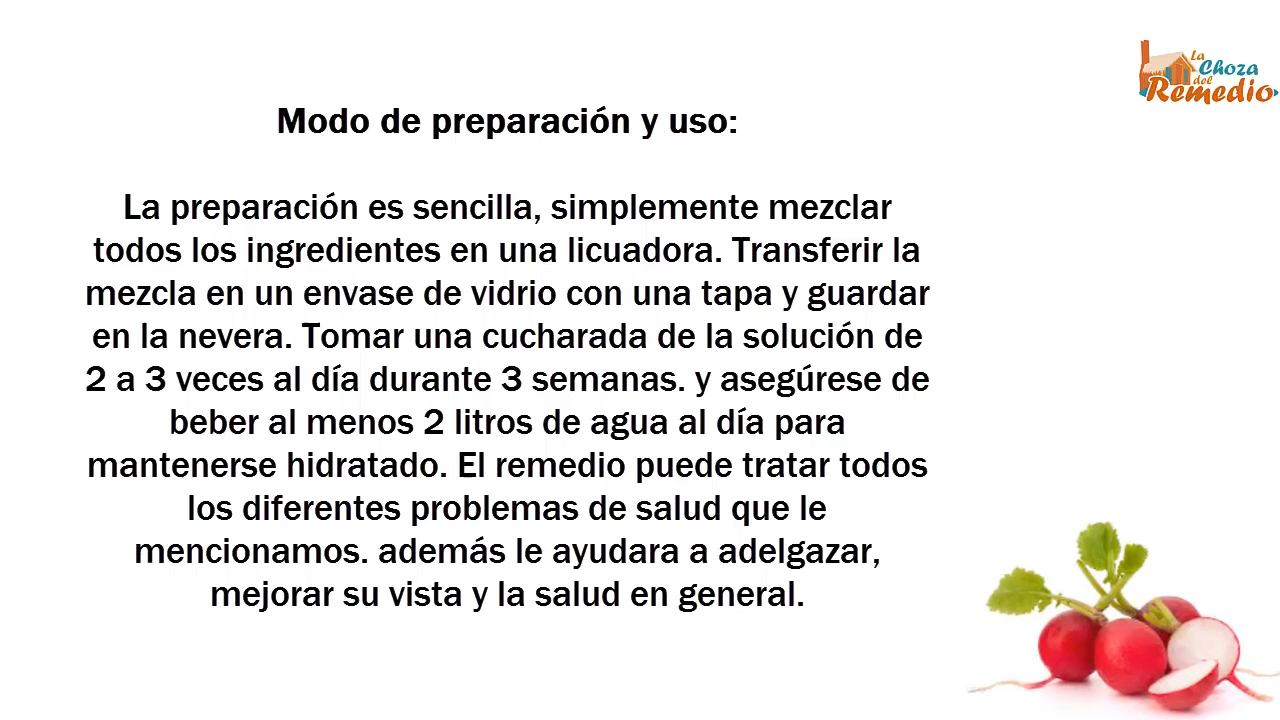 La
Choza
del
Remedio
Modo de preparación y uso:
La preparación es sencilla, simplemente mezclar
todos los ingredientes en una licuadora. Transferir la
mezcla en un envase de vidrio con una tapa y guardar
en la nevera. Tomar una cucharada de la solución de
2 a 3 veces al día durante 3 semanas. y asegúrese de
beber al menos 2 litros de agua al día para
mantenerse hidratado. El remedio puede tratar todos
los diferentes problemas de salud que le
mencionamos. además le ayudara a adelgazar,
mejorar su vista y la salud en general.